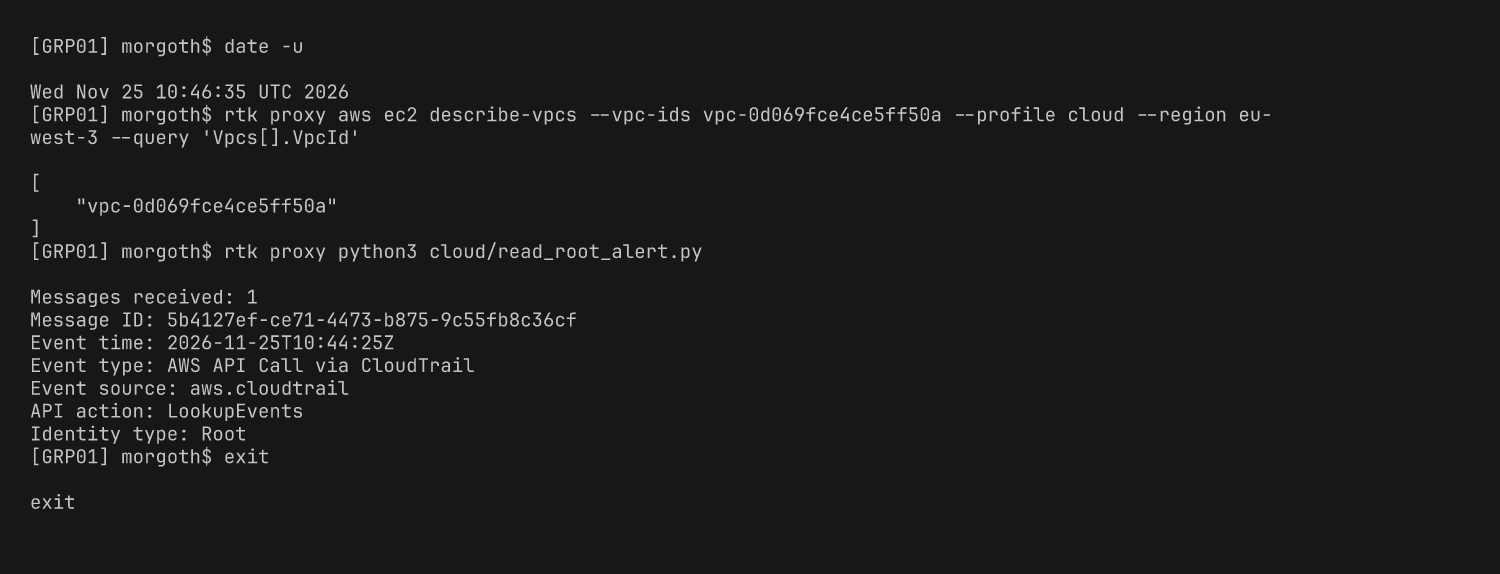 [GRP01] morgoth$ date -u
Wed Nov 25 10:46:35 UTC 2026
[GRP01] morgoth$ rtk proxy aws ec2 describe-vpcs --vpc-ids vpc-0d069fce4ce5ff50a --profile cloud --region eu-
west-3 --query 'Vpcs[].VpcId'
[
    "vpc-0d069fce4ce5ff50a"
]
[GRP01] morgoth$ rtk proxy python3 cloud/read_root_alert.py
Messages received: 1
Message ID: 5b4127ef-ce71-4473-b875-9c55fb8c36cf
Event time: 2026-11-25T10:44:25Z
Event type: AWS API Call via CloudTrail
Event source: aws.cloudtrail
API action: LookupEvents
Identity type: Root
[GRP01] morgoth$ exit
exit